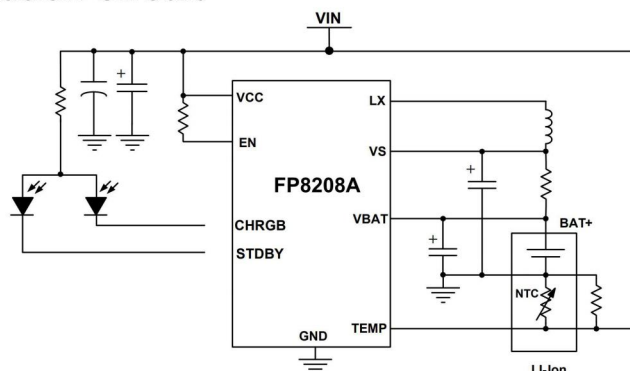 VIN
VCC
LX
EN
VS
FP8208A
CHRGB
VBAT
BAT+
STDBY
NTC
TEMP
GND
+
+
+